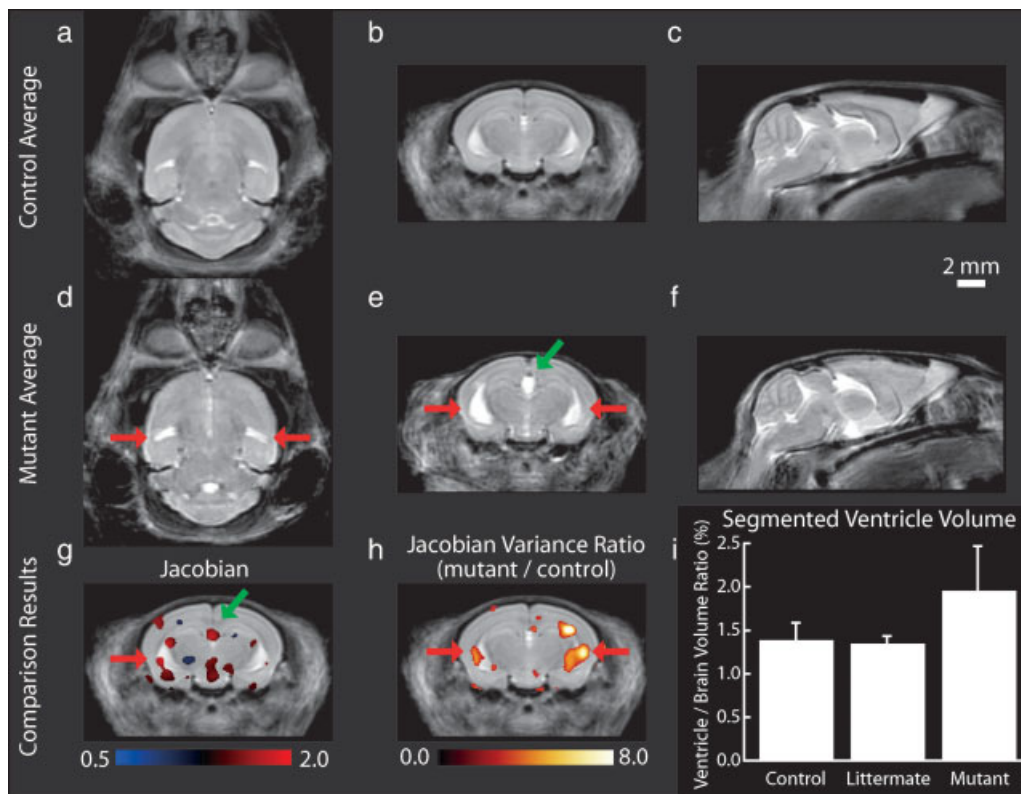 a
b
c
Control Average
2 mm
d
e
f
Mutant Average
g
Jacobian
h
Jacobian Variance Ratio
(mutant / control)
i
Segmented Ventricle Volume
Comparison Results
0.5
2.0
0.0
8.0
Ventricle / Brain Volume Ratio (%)
2.5
2.0
1.5
1.0
0.5
0.0
Control
Littermate
Mutant